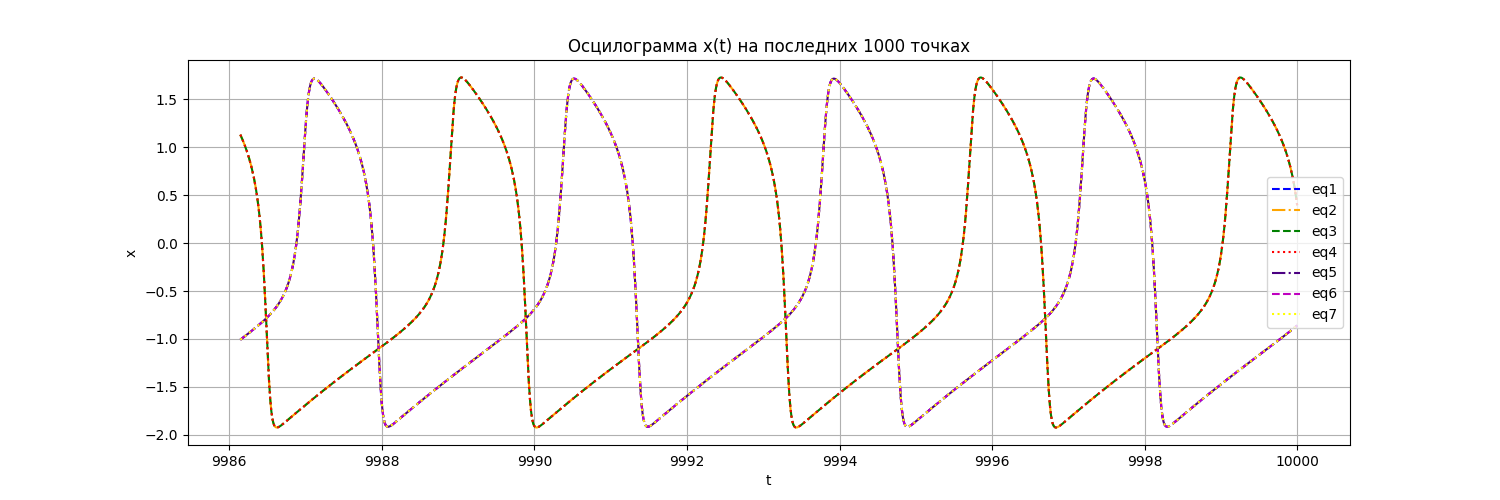 Осцилограмма x(t) на последних 1000 точках
x
1.5
1.0
0.5
0.0
−0.5
−1.0
−1.5
−2.0
9986
9988
9990
9992
9994
9996
9998
10000
t
eq1
eq2
eq3
eq4
eq5
eq6
eq7